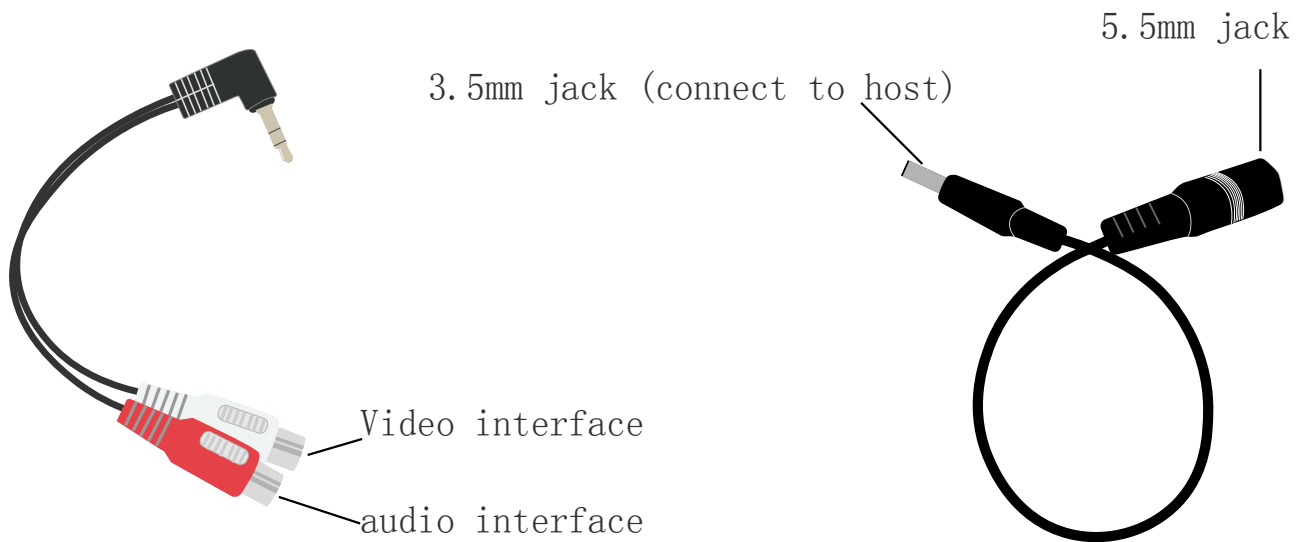 5.5mm jack
3.5mm jack (connect to host)
Video interface
audio interface